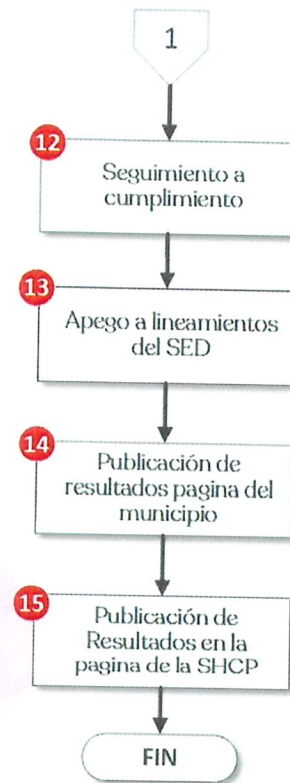 1
12
Seguimiento a
cumplimiento
13
Apego a lineamientos
del SED
14
Publicación de
resultados pagina del
municipio
15
Publicación de
Resultados en la
pagina de la SHCP
FIN